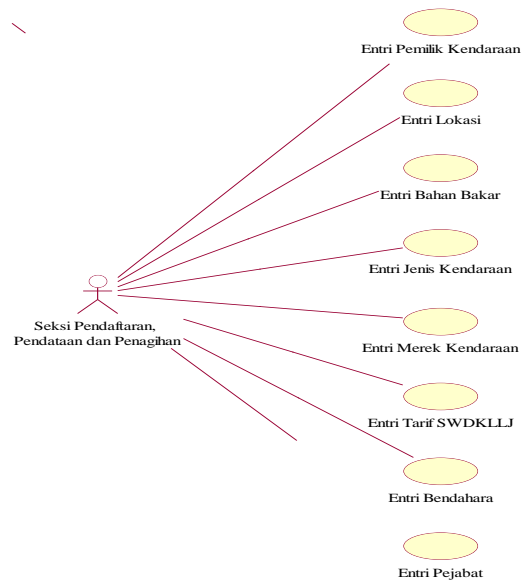 Entri Pemilik Kendaraan
Entri Lokasi
Entri Bahan Bakar
Entri Jenis Kendaraan
Seksi Pendaftaran,
Pendataan dan Penagihan
Entri Merek Kendaraan
Entri Tarif SWDKLLJ
Entri Bendahara
Entri Pejabat